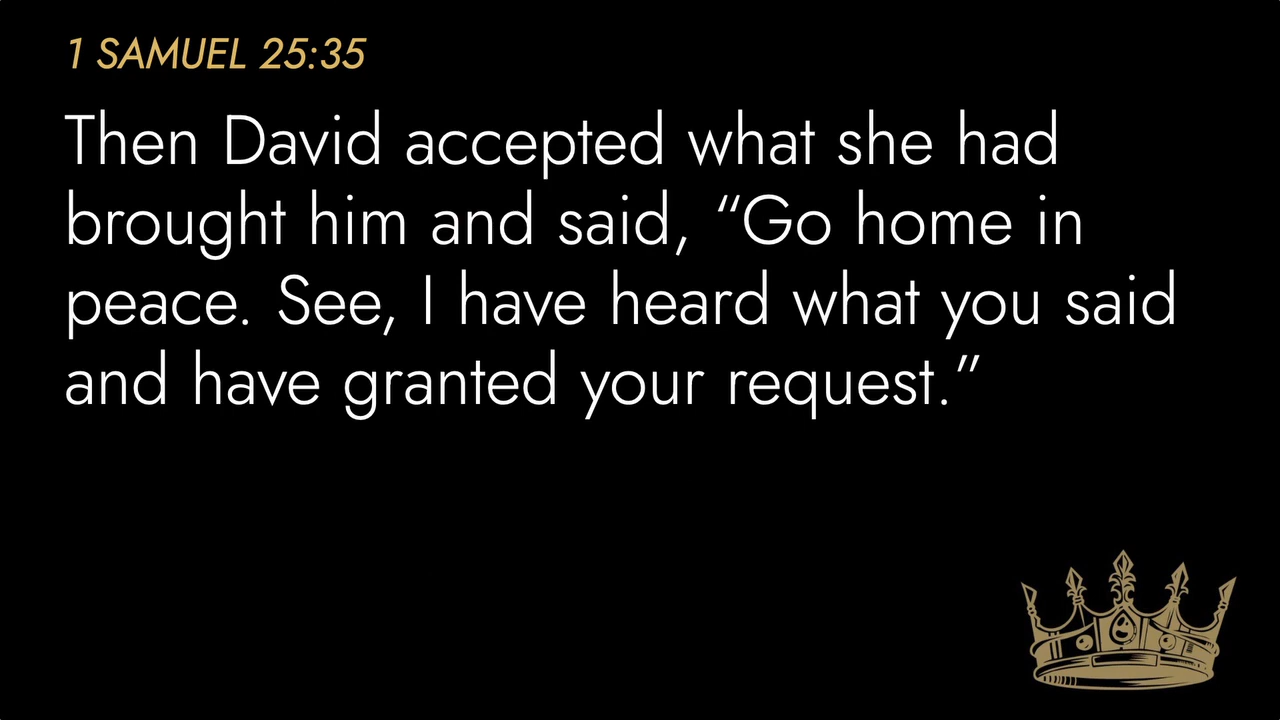 1 SAMUEL 25:35
Then David accepted what she had
brought him and said, “Go home in
peace. See, I have heard what you said
and have granted your request.”